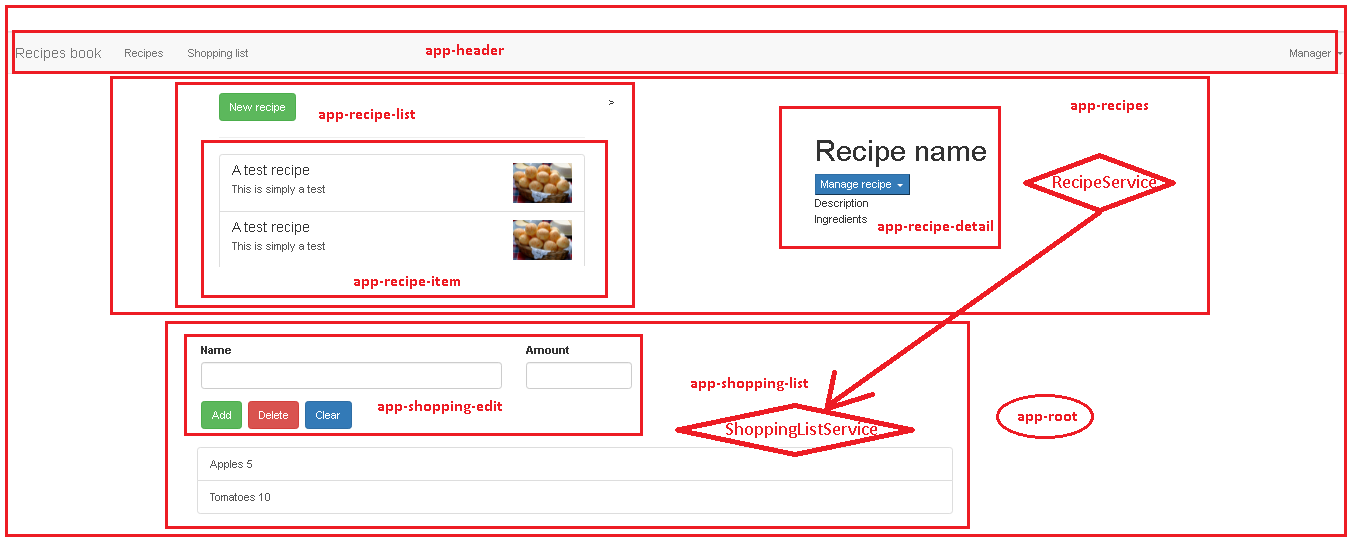 Recipes book Recipes Shopping list app-header Manager
New recipe >
app-recipe-list
app-recipes
A test recipe
This is simply a test
A test recipe
This is simply a test
app-recipe-item
Recipe name
Manage recipe
Description
Ingredients
app-recipe-detail
RecipeService
Name Amount
Add Delete Clear
app-shopping-edit
app-shopping-list
ShoppingListService
app-root
Apples 5
Tomatoes 10